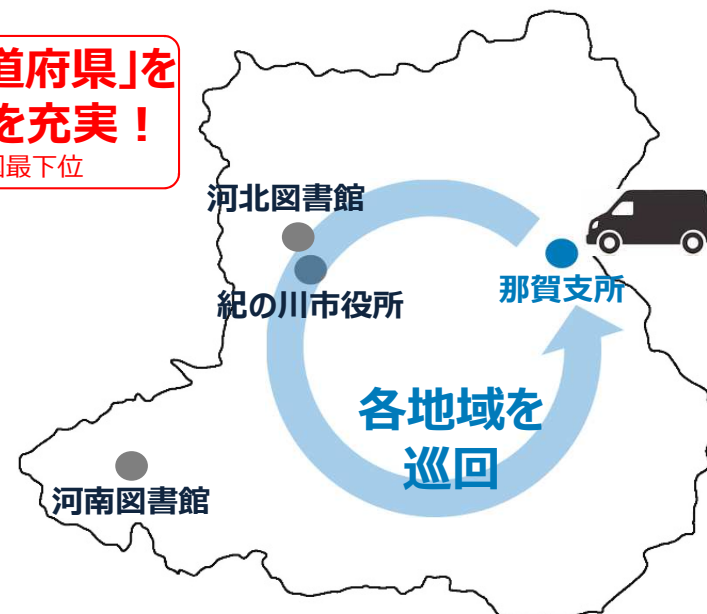 道府県」を
を充実！
最下位
河北図書館
紀の川市役所
那賀支所
各地域を
巡回
河南図書館